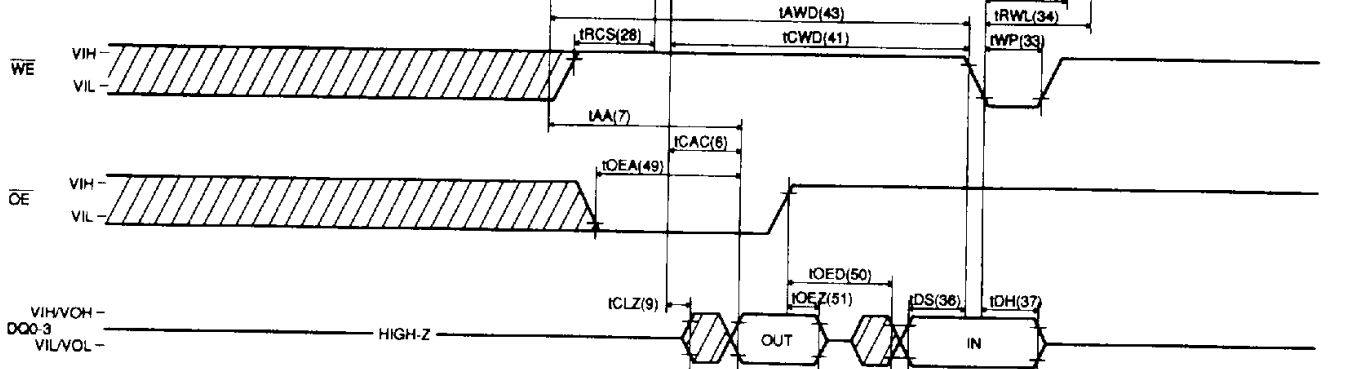 tAWD(43)
tRWL(34)
tRCS(28)
tCWD(41)
tWP(33)
WE
VIH
VIL
tAA(7)
tCAC(6)
tOEA(49)
OE
VIH
VIL
tOED(50)
tCLZ(9)
tOEZ(51)
tDS(36)
tDH(37)
VIH/VOH
DQ0-3
VIL/VOL
HIGH-Z
OUT
IN